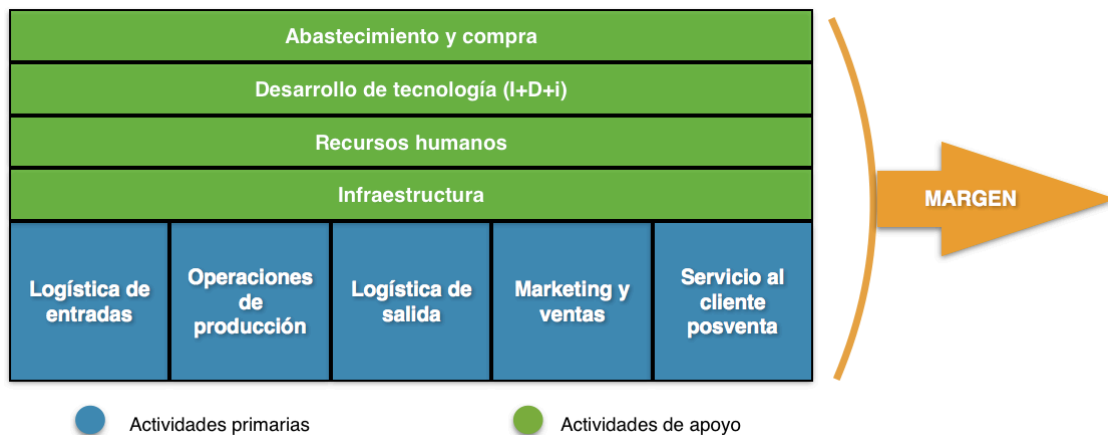 Abastecimiento y compra
Desarrollo de tecnología (I+D+i)
Recursos humanos
Infraestructura
Logística de
entradas
Operaciones
de
producción
Logística de
salida
Marketing y
ventas
Servicio al
cliente
posventa
MARGEN
Actividades primarias
Actividades de apoyo